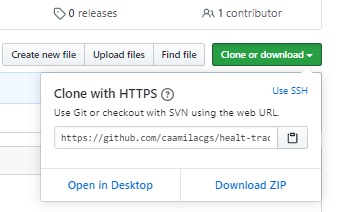 0 releases
1 contributor
Create new file
Upload files
Find file
Clone or download
Clone with HTTPS
Use SSH
Use Git or checkout with SVN using the web URL.
https://github.com/caamilacgs/healt-trac
Open in Desktop
Download ZIP